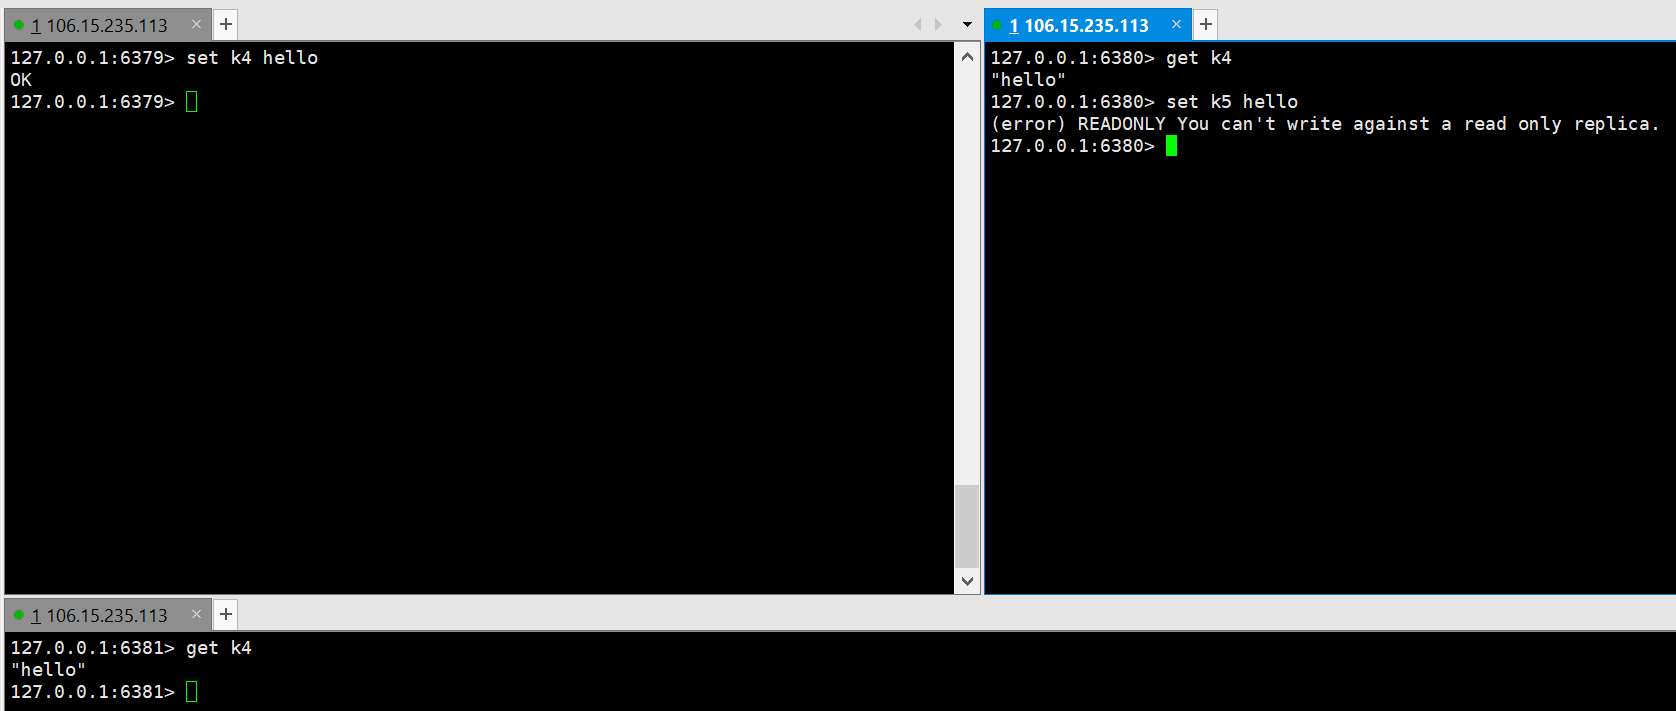 1 106.15.235.113 × +
127.0.0.1:6379> set k4 hello
OK
127.0.0.1:6379>
1 106.15.235.113 × +
127.0.0.1:6380> get k4
"hello"
127.0.0.1:6380> set k5 hello
(error) READONLY You can't write against a read only replica.
127.0.0.1:6380>
1 106.15.235.113 × +
127.0.0.1:6381> get k4
"hello"
127.0.0.1:6381>